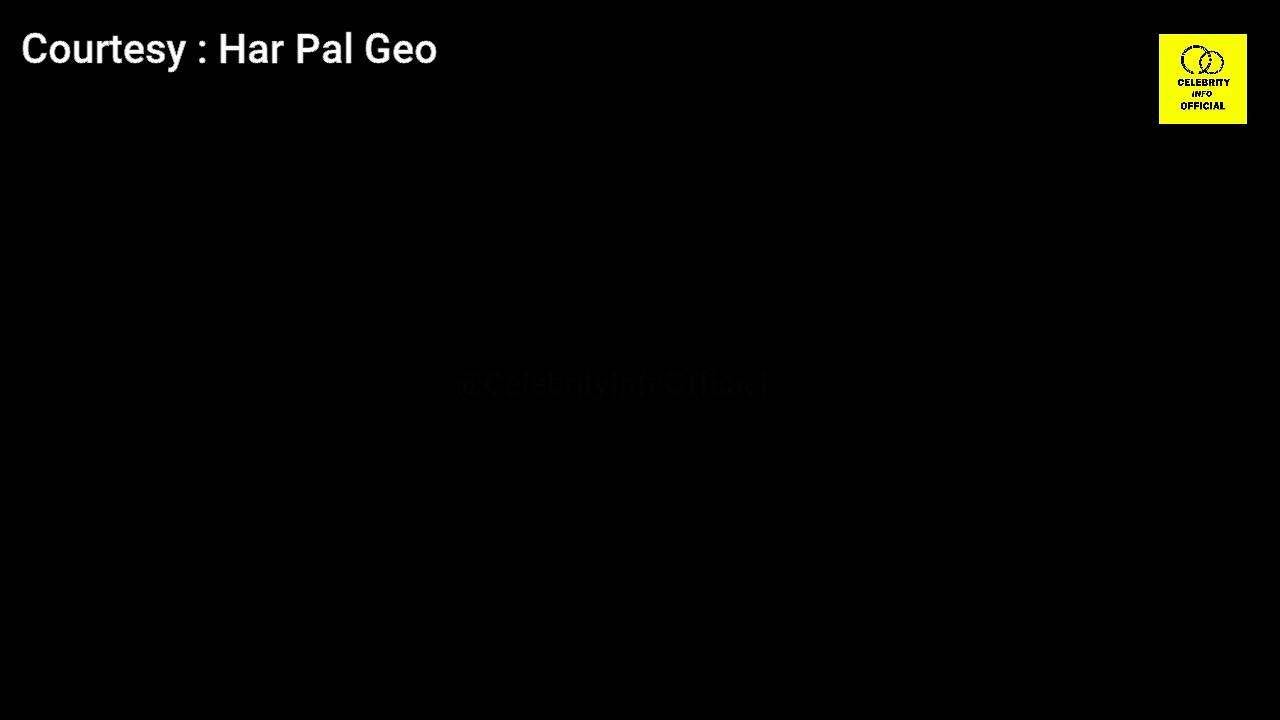 Courtesy : Har Pal Geo
CELEBRITY
INFO
OFFICIAL
@CelebrityInfoOfficial